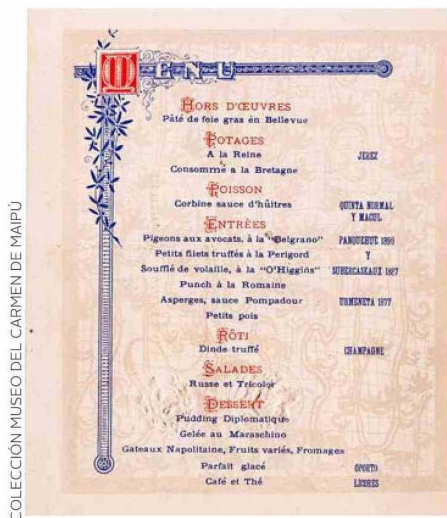 MENU
HORS D'ŒUVRES
Pâté de foie gras en Bellevue
POTAGES
A la Reine JEREZ
Consommé a la Bretagne
POISSON
Corbine sauce d'hûitres QUINTA NORMAL
Y MACUL
ENTRÈES
Pigeons aux avocats, à la "Belgrano" PANQUEHUE 1890
Petits filets truffés à la Perigord Y
Soufflé de volaille, à la "O'Higgins" SUBERCASEAUX 1827
Punch à la Romaine
Asperges, sauce Pompadour URMENETA 1877
Petits pois
RÔTI
Dinde truffé CHAMPAGNE
SALADES
Russe et Tricolor
DESSERT
Pudding Diplomatique
Gelée au Maraschino
Gateaux Napolitaine, Fruits variés, Fromages
Parfait glacé OPORTO
Café et Thé LICORES
COLECCIÓN MUSEO DEL CARMEN DE MAIPÚ